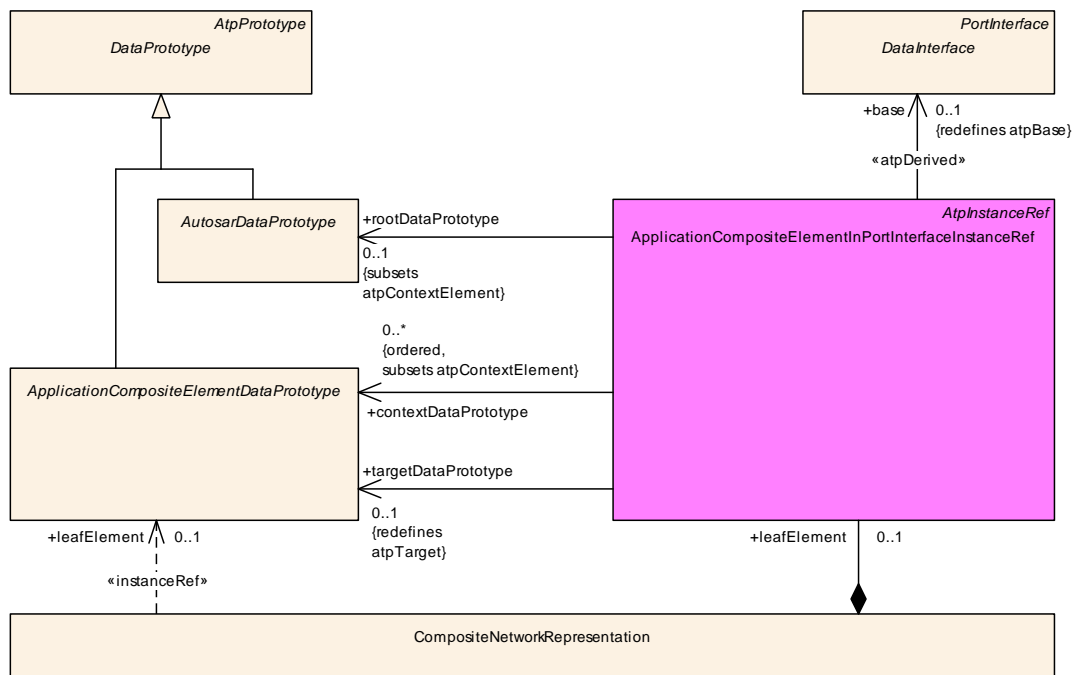 AtpPrototype
DataPrototype
PortInterface
DataInterface
+base
0..1
{redefines atpBase}
«atpDerived»
AutosarDataPrototype
+rootDataPrototype
0..1
{subsets
atpContextElement}
AtpInstanceRef
ApplicationCompositeElementInPortInterfaceInstanceRef
0..*
{ordered,
subsets atpContextElement}
+contextDataPrototype
ApplicationCompositeElementDataPrototype
+targetDataPrototype
0..1
{redefines
atpTarget}
+leafElement
0..1
«instanceRef»
+leafElement
0..1
CompositeNetworkRepresentation